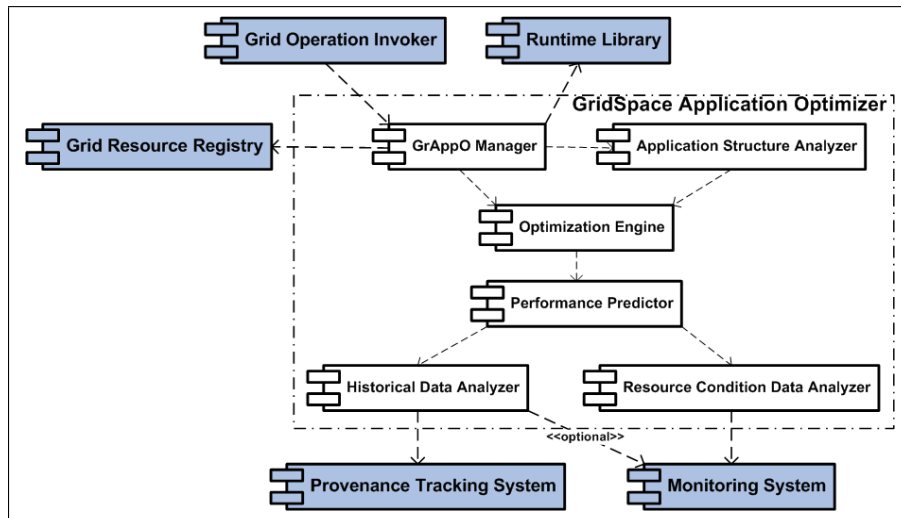 Grid Operation Invoker
Runtime Library
GridSpace Application Optimizer
Grid Resource Registry
GrAppO Manager
Application Structure Analyzer
Optimization Engine
Performance Predictor
Historical Data Analyzer
Resource Condition Data Analyzer
<<optional>>
Provenance Tracking System
Monitoring System